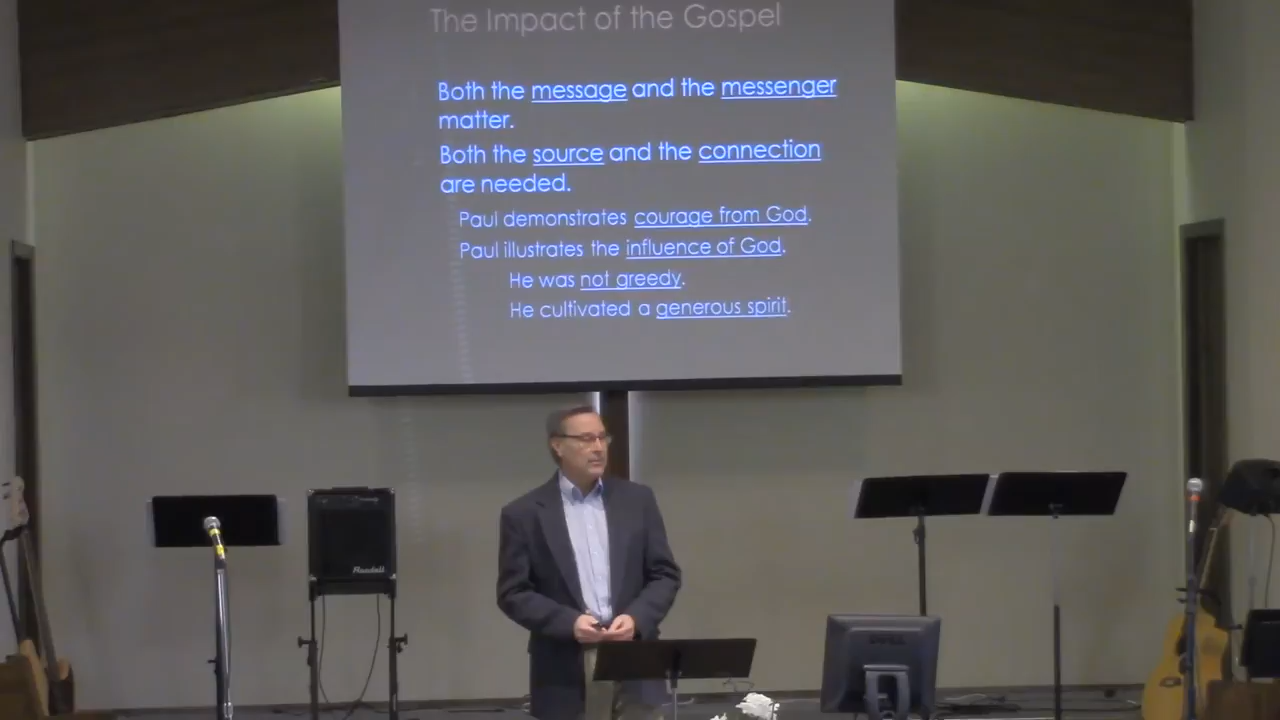 The Impact of the Gospel
Both the message and the messenger
matter.
Both the source and the connection
are needed.
Paul demonstrates courage from God.
Paul illustrates the influence of God.
He was not greedy.
He cultivated a generous spirit.
Randall
DELL